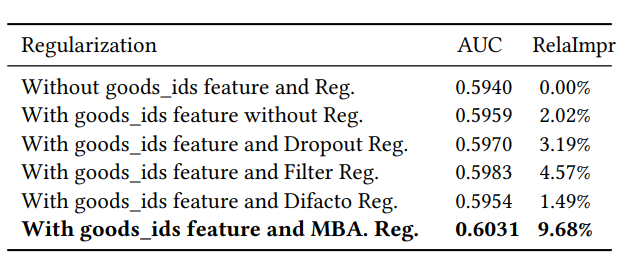 Regularization AUC RelaImpr
Without goods_ids feature and Reg. 0.5940 0.00%
With goods_ids feature without Reg. 0.5959 2.02%
With goods_ids feature and Dropout Reg. 0.5970 3.19%
With goods_ids feature and Filter Reg. 0.5983 4.57%
With goods_ids feature and Difacto Reg. 0.5954 1.49%
With goods_ids feature and MBA. Reg. 0.6031 9.68%